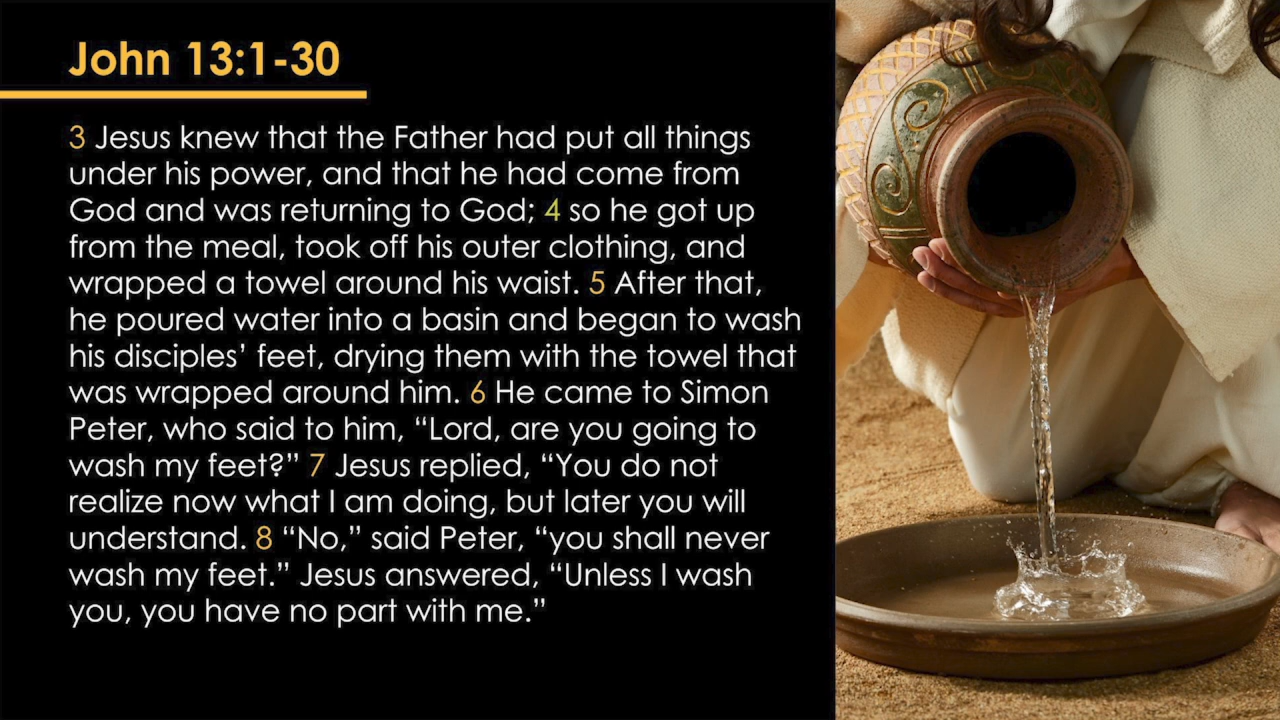 John 13:1-30
3 Jesus knew that the Father had put all things
under his power, and that he had come from
God and was returning to God; 4 so he got up
from the meal, took off his outer clothing, and
wrapped a towel around his waist. 5 After that,
he poured water into a basin and began to wash
his disciples’ feet, drying them with the towel that
was wrapped around him. 6 He came to Simon
Peter, who said to him, “Lord, are you going to
wash my feet?” 7 Jesus replied, “You do not
realize now what I am doing, but later you will
understand. 8 “No,” said Peter, “you shall never
wash my feet.” Jesus answered, “Unless I wash
you, you have no part with me.”